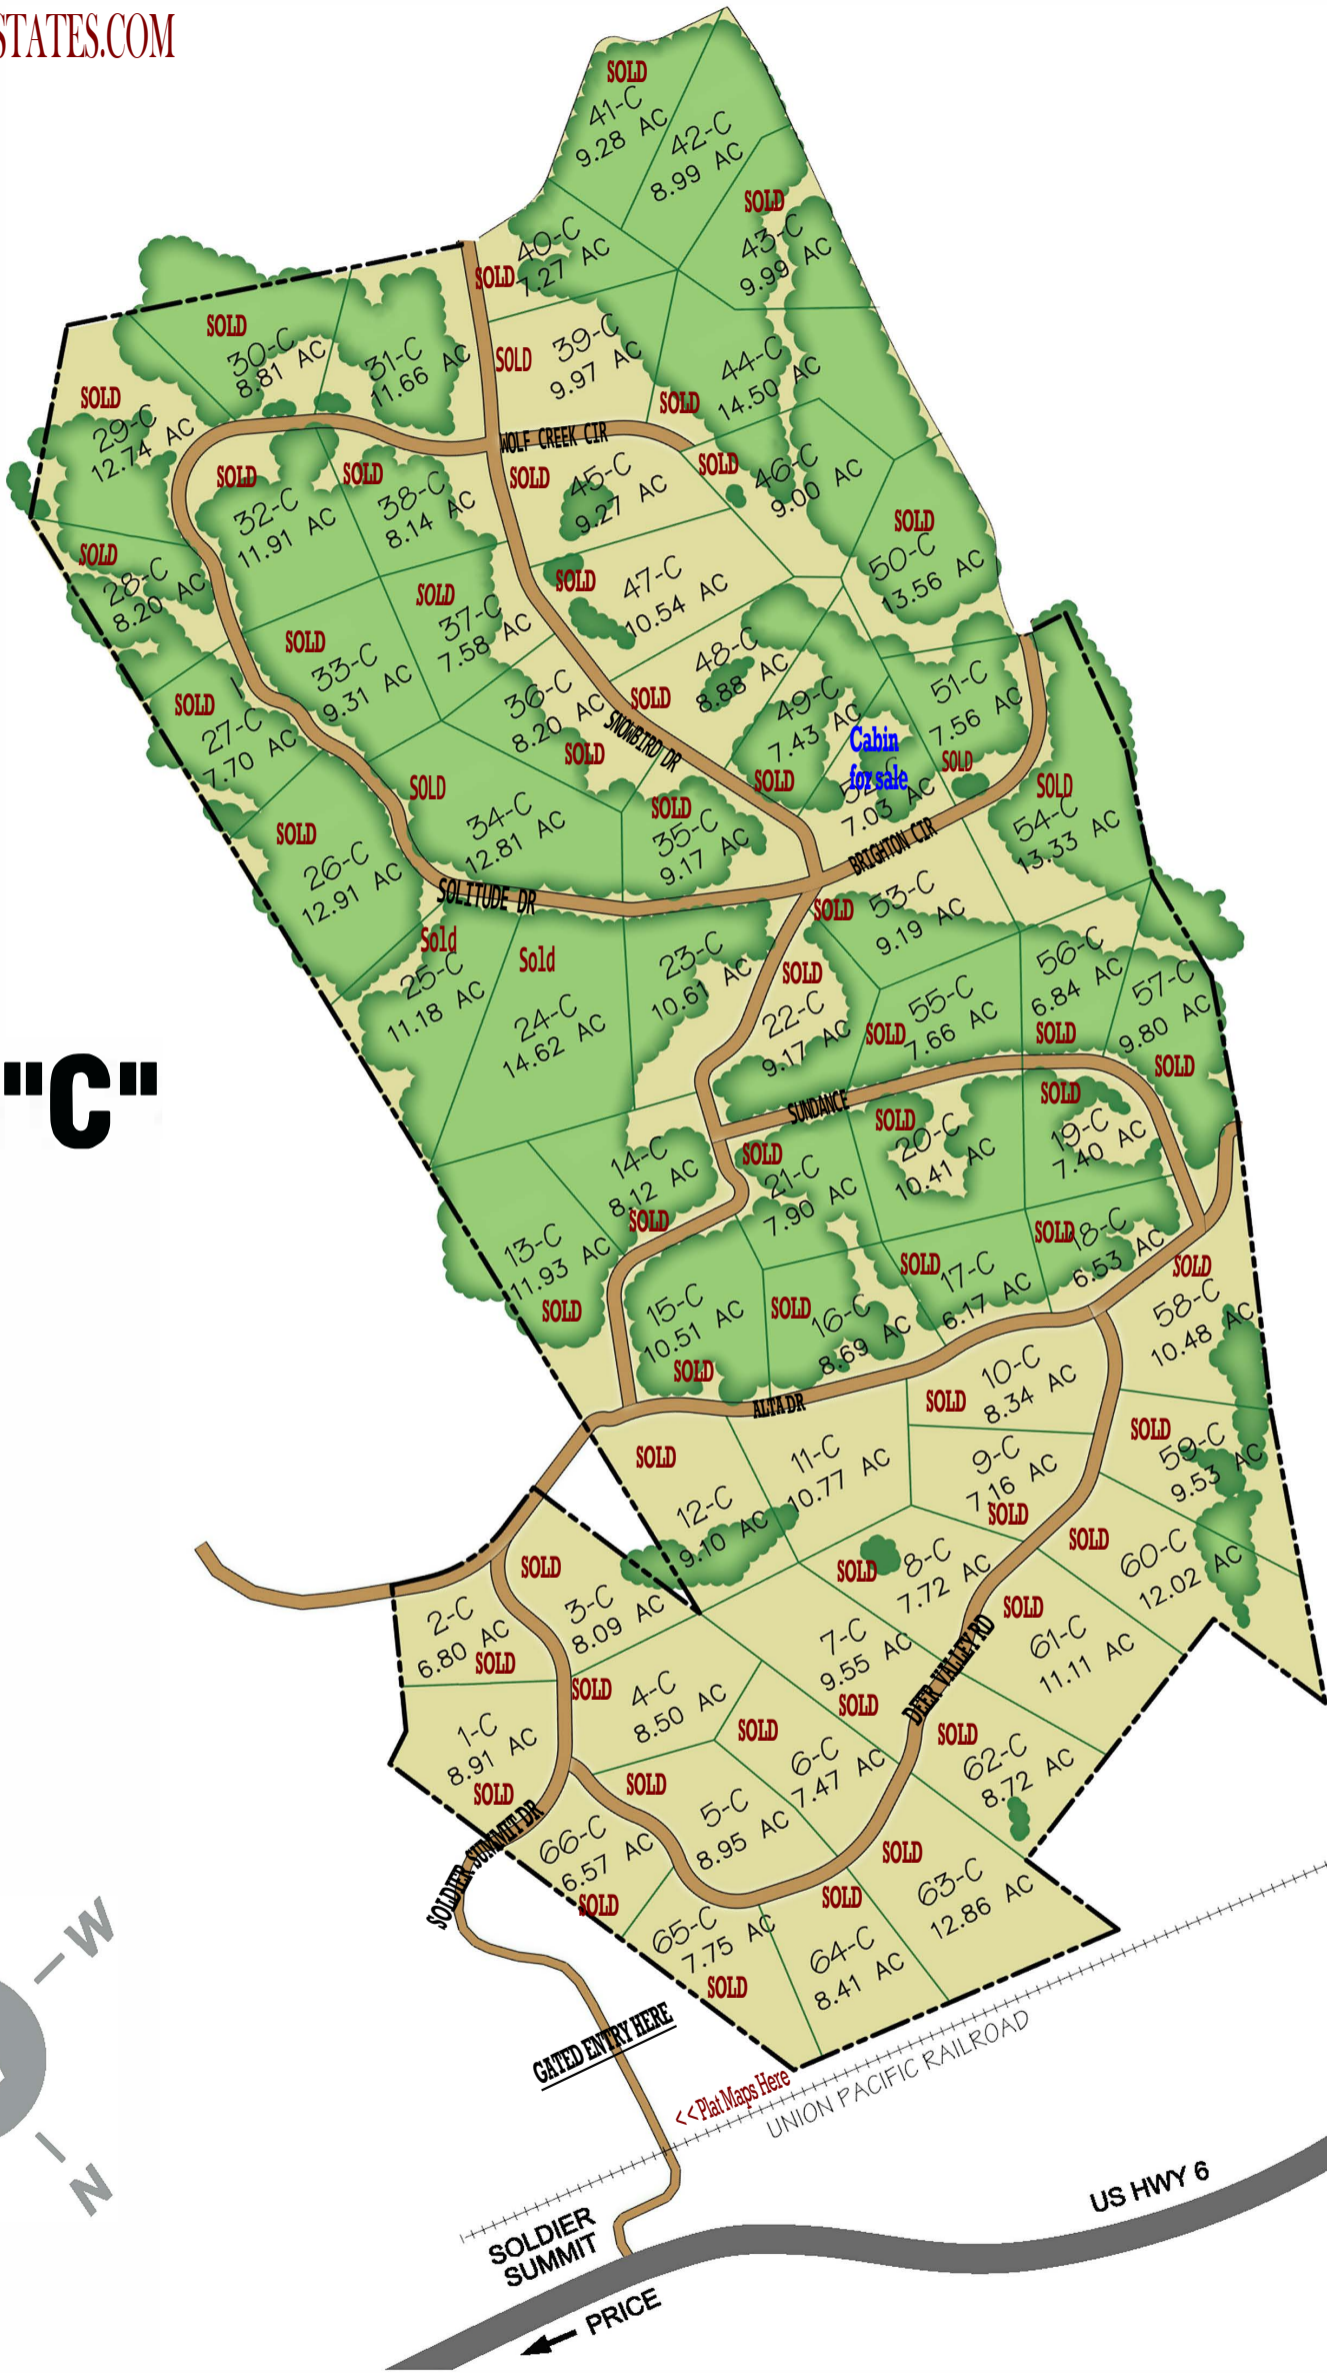 STATES.COM
SOLD
41-C
9.28 AC
42-C
8.99 AC
SOLD
43-C
9.99 AC
40-C
SOLD 7.27 AC
SOLD
30-C
8.81 AC
31-C
11.66 AC
SOLD
39-C
9.97 AC
44-C
14.50 AC
SOLD
SOLD
29-C
12.74 AC
WOLF CREEK CIR
SOLD
32-C
11.91 AC
SOLD
38-C
8.14 AC
SOLD
45-C
9.27 AC
SOLD
46-C
9.00 AC
SOLD
50-C
13.56 AC
SOLD
28-C
8.20 AC
SOLD
37-C
7.58 AC
SOLD
47-C
10.54 AC
SOLD
33-C
9.31 AC
SOLD
27-C
7.70 AC
36-C
8.20 AC
SOLD
SOLD
48-C
8.88 AC
SNOWBIRD DR
49-C
7.43 AC
SOLD
Cabin
for sale
7.03 AC
51-C
7.56 AC
SOLD
SOLD
54-C
13.33 AC
SOLD
34-C
12.81 AC
SOLD
35-C
9.17 AC
BRIGHTON CIR
SOLD
26-C
12.91 AC
SOLITUDE DR
SOLD
53-C
9.19 AC
Sold
25-C
11.18 AC
Sold
24-C
14.62 AC
23-C
10.61 AC
SOLD
22-C
9.17 AC
55-C
SOLD 7.66 AC
56-C
6.84 AC
SOLD
57-C
9.80 AC
SOLD
"C"
SUNDANCE
SOLD
20-C
10.41 AC
SOLD
19-C
7.40 AC
14-C
8.12 AC
SOLD
SOLD
21-C
7.90 AC
13-C
11.93 AC
SOLD
SOLD
18-C
6.53 AC
SOLD
17-C
6.17 AC
SOLD
58-C
10.48 AC
15-C
10.51 AC
SOLD
SOLD
16-C
8.69 AC
ALTA DR
10-C
SOLD
8.34 AC
SOLD
12-C
9.10 AC
11-C
10.77 AC
9-C
7.16 AC
SOLD
SOLD
59-C
9.53 AC
SOLD
60-C
12.02 AC
SOLD
3-C
8.09 AC
SOLD
8-C
7.72 AC
2-C
6.80 AC
SOLD
SOLD
61-C
11.11 AC
7-C
9.55 AC
SOLD
DEER VALLEY RD
SOLD
4-C
8.50 AC
SOLD
6-C
7.47 AC
SOLD
62-C
8.72 AC
1-C
8.91 AC
SOLD
SOLD
5-C
8.95 AC
SOLDIER SUMMIT DR
66-C
6.57 AC
SOLD
SOLD
63-C
12.86 AC
65-C
7.75 AC
SOLD
SOLD
64-C
8.41 AC
W
N
GATED ENTRY HERE
<<Plat Maps Here
UNION PACIFIC RAILROAD
SOLDIER
SUMMIT
US HWY 6
PRICE